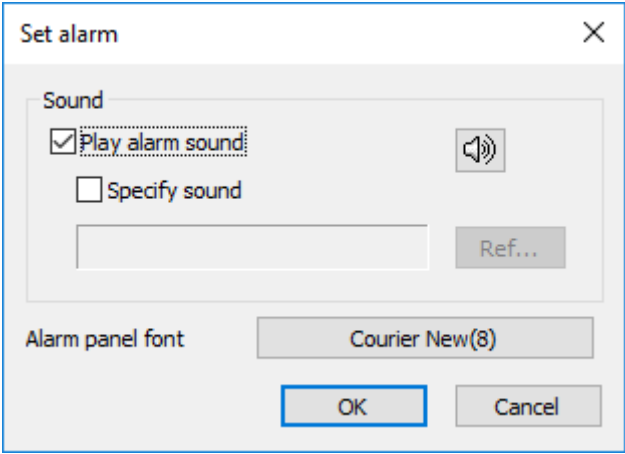 Set alarm
Sound
Play alarm sound
Specify sound
Ref...
Alarm panel font
Courier New(8)
OK
Cancel